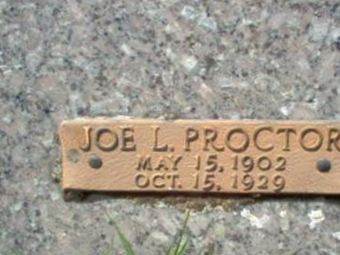 JOE L. PROCTOR
MAY 15, 1902
OCT. 15, 1929